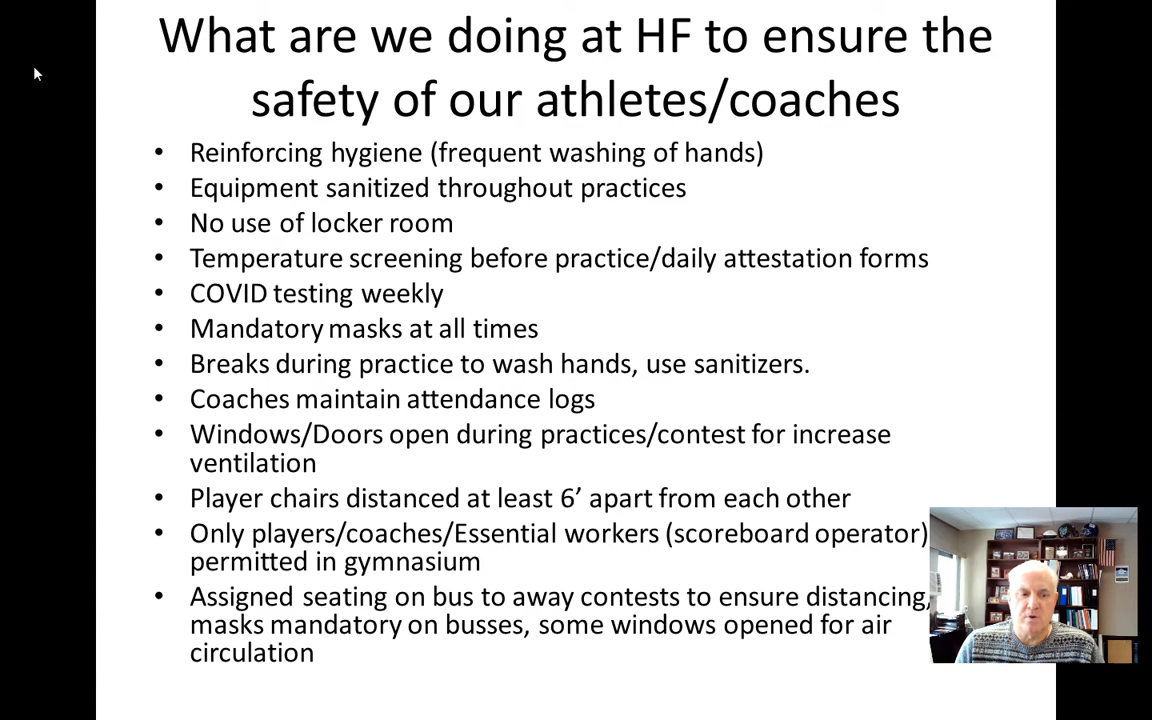 What are we doing at HF to ensure the
safety of our athletes/coaches
• Reinforcing hygiene (frequent washing of hands)
• Equipment sanitized throughout practices
• No use of locker room
• Temperature screening before practice/daily attestation forms
• COVID testing weekly
• Mandatory masks at all times
• Breaks during practice to wash hands, use sanitizers.
• Coaches maintain attendance logs
• Windows/Doors open during practices/contest for increase
ventilation
• Player chairs distanced at least 6’ apart from each other
• Only players/coaches/Essential workers (scoreboard operator)
permitted in gymnasium
• Assigned seating on bus to away contests to ensure distancing,
masks mandatory on busses, some windows opened for air
circulation